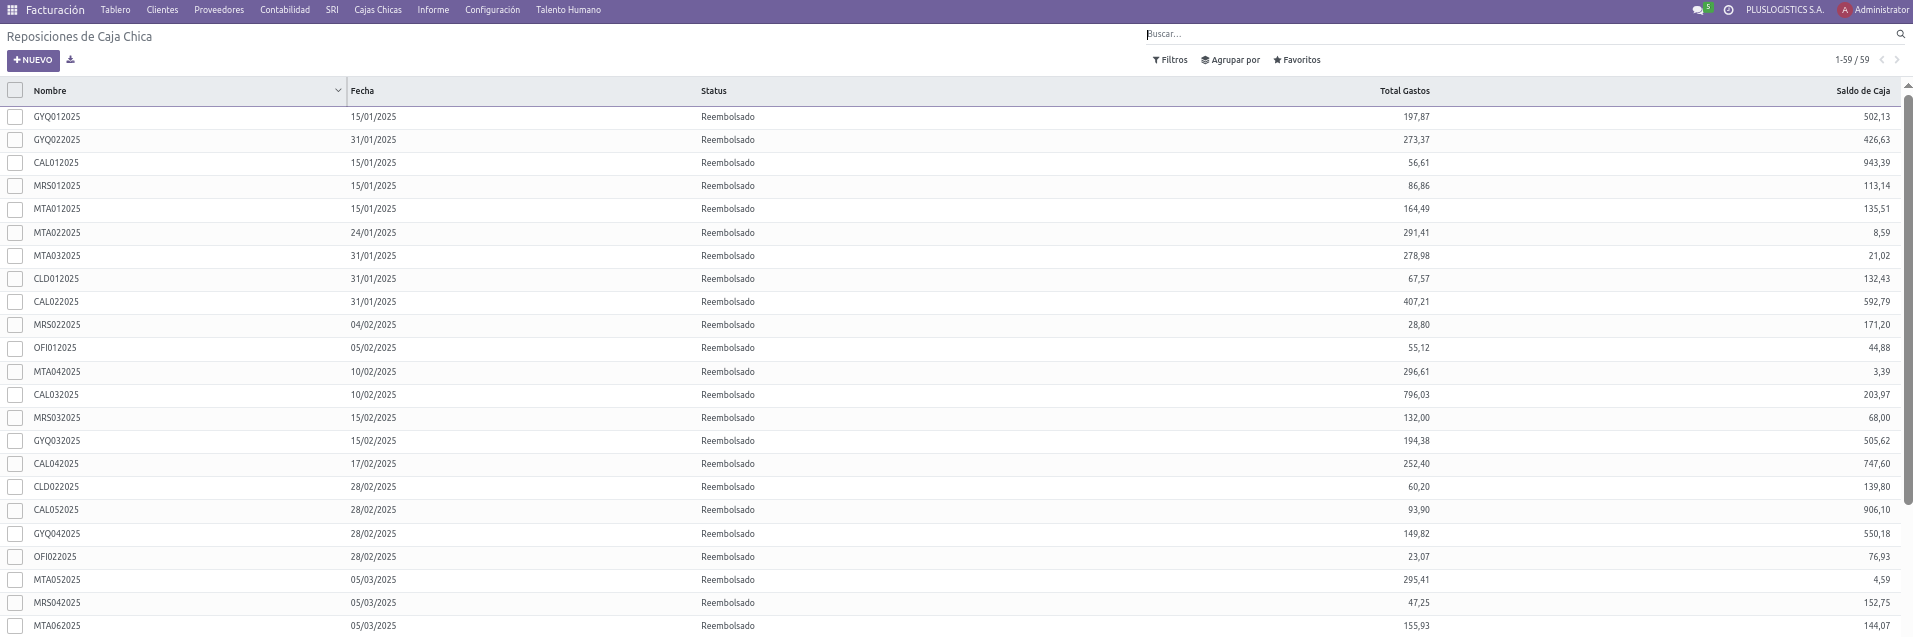 Facturación Tablero Clientes Proveedores Contabilidad SRI Cajas Chicas Informe Configuración Talento Humano 5 PLUSLOGISTICS S.A. A Administrator
Reposiciones de Caja Chica Buscar...
NUEVO Filtros Agrupar por Favoritos 1-59 / 59
Nombre Fecha Status Total Gastos Saldo de Caja
GYQ012025 15/01/2025 Reembolsado 197,87 502,13
GYQ022025 31/01/2025 Reembolsado 273,37 426,63
CAL012025 15/01/2025 Reembolsado 56,61 943,39
MRS012025 15/01/2025 Reembolsado 86,86 113,14
MTA012025 15/01/2025 Reembolsado 164,49 135,51
MTA022025 24/01/2025 Reembolsado 291,41 8,59
MTA032025 31/01/2025 Reembolsado 278,98 21,02
CLD012025 31/01/2025 Reembolsado 67,57 132,43
CAL022025 31/01/2025 Reembolsado 407,21 592,79
MRS022025 04/02/2025 Reembolsado 28,80 171,20
OFI012025 05/02/2025 Reembolsado 55,12 44,88
MTA042025 10/02/2025 Reembolsado 296,61 3,39
CAL032025 10/02/2025 Reembolsado 796,03 203,97
MRS032025 15/02/2025 Reembolsado 132,00 68,00
GYQ032025 15/02/2025 Reembolsado 194,38 505,62
CAL042025 17/02/2025 Reembolsado 252,40 747,60
CLD022025 28/02/2025 Reembolsado 60,20 139,80
CAL052025 28/02/2025 Reembolsado 93,90 906,10
GYQ042025 28/02/2025 Reembolsado 149,82 550,18
OFI022025 28/02/2025 Reembolsado 23,07 76,93
MTA052025 05/03/2025 Reembolsado 295,41 4,59
MRS042025 05/03/2025 Reembolsado 47,25 152,75
MTA062025 05/03/2025 Reembolsado 155,93 144,07